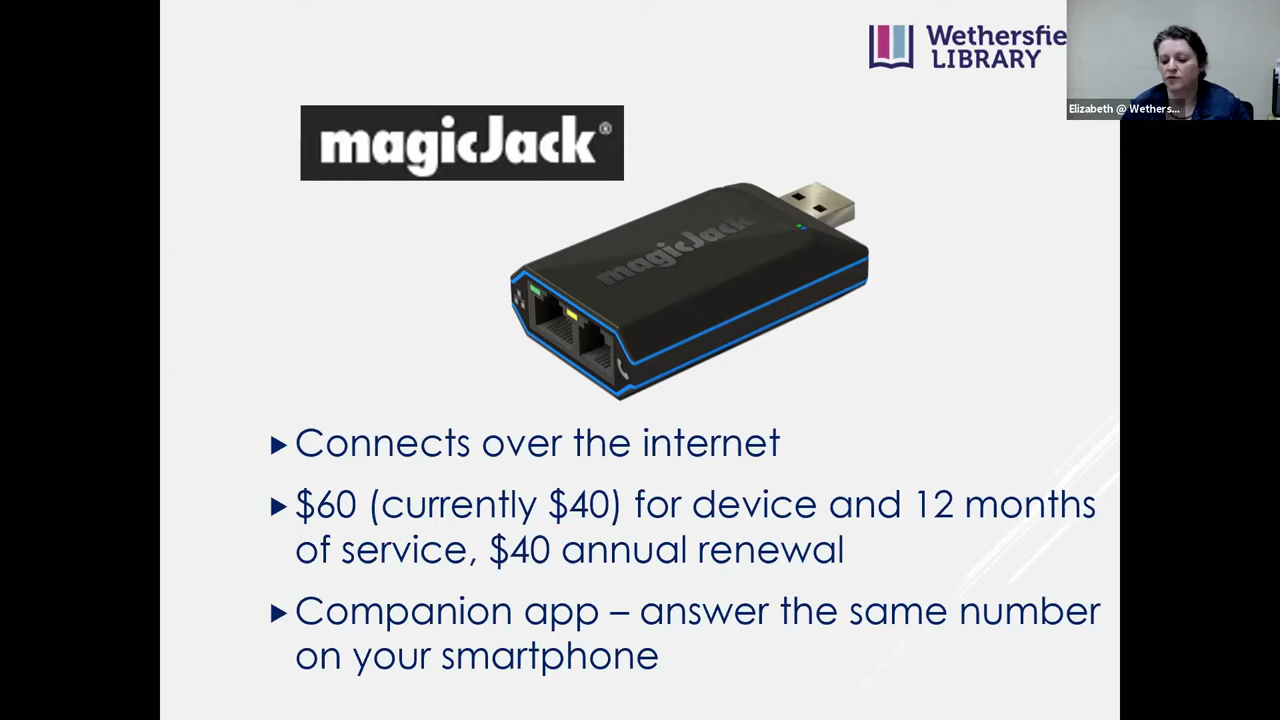 Wethersfie
LIBRARY
Elizabeth @ Wethers...
magicJack®
magicJack
Connects over the internet
$60 (currently $40) for device and 12 months
of service, $40 annual renewal
Companion app – answer the same number
on your smartphone